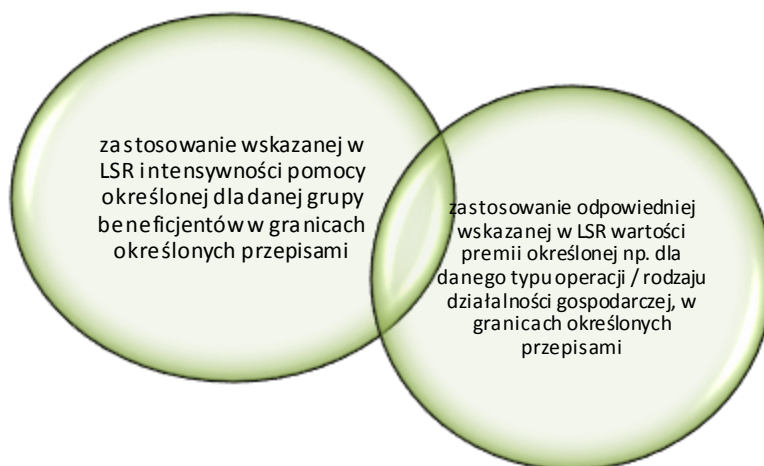 zastosowanie wskazanej w
LSR intensywności pomocy
określonej dla danej grupy
beneficjentów w granicach
określonych przepisami
zastosowanie odpowiedniej
wskazanej w LSR wartości
premii określonej np. dla
danego typu operacji / rodzaju
działalności gospodarczej, w
granicach określonych
przepisami